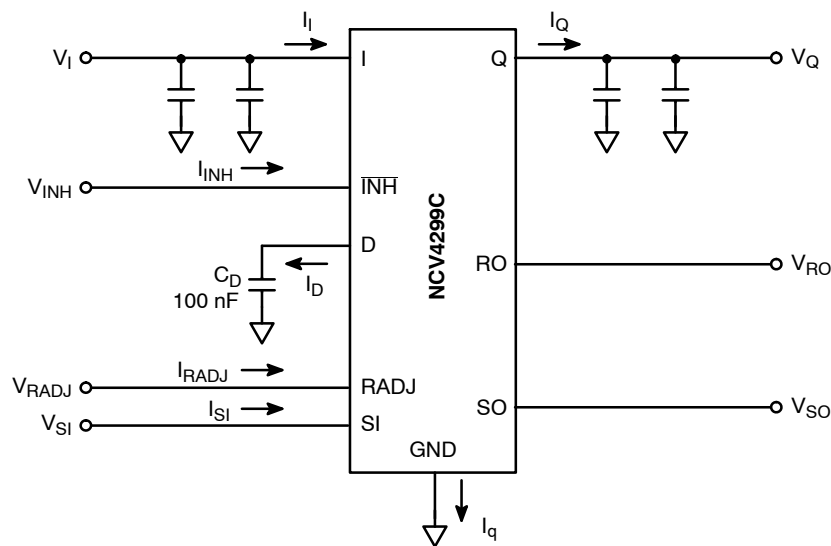 I_I
I_Q
V_I
I
Q
V_Q
I_INH
V_INH
INH
D
C_D
100 nF
I_D
NCV4299C
RO
V_RO
I_RADJ
V_RADJ
RADJ
I_SI
V_SI
SI
SO
V_SO
GND
I_q